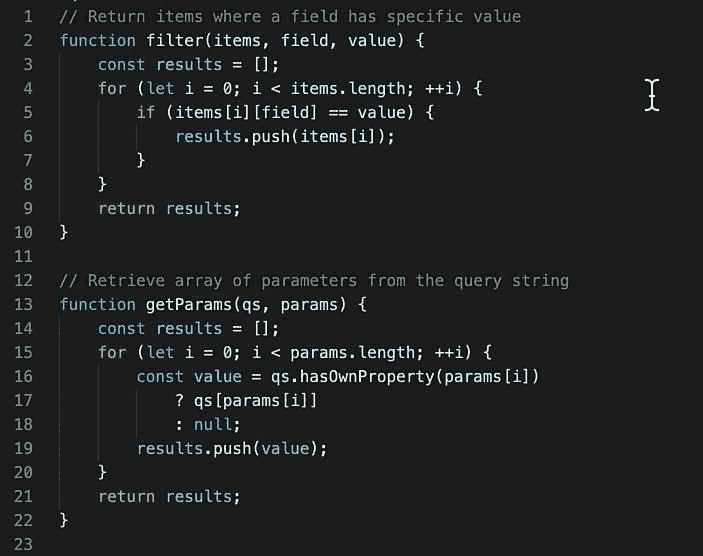 1 // Return items where a field has specific value
2 function filter(items, field, value) {
3     const results = [];
4     for (let i = 0; i < items.length; ++i) {
5         if (items[i][field] == value) {
6             results.push(items[i]);
7         }
8     }
9     return results;
10 }
11
12 // Retrieve array of parameters from the query string
13 function getParams(qs, params) {
14     const results = [];
15     for (let i = 0; i < params.length; ++i) {
16         const value = qs.hasOwnProperty(params[i])
17             ? qs[params[i]]
18             : null;
19         results.push(value);
20     }
21     return results;
22 }
23